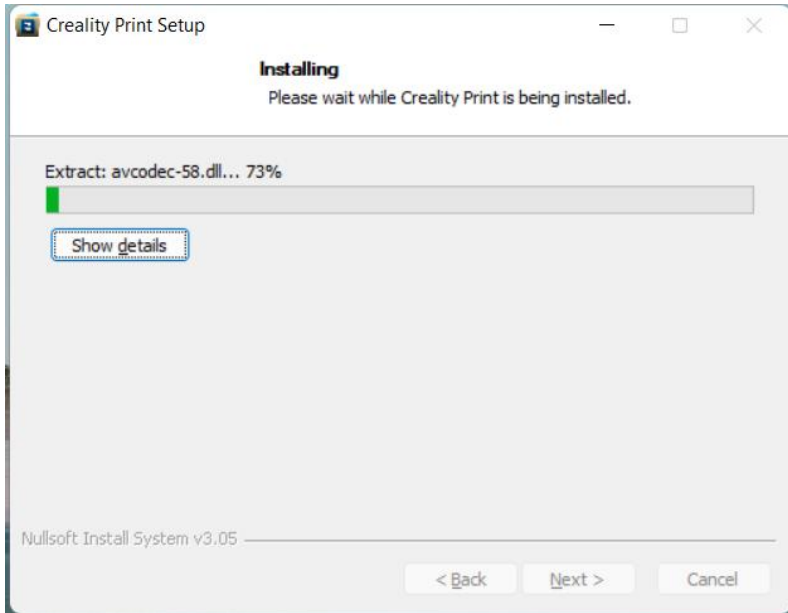 Creality Print Setup
Installing
Please wait while Creality Print is being installed.
Extract: avcodec-58.dll... 73%
Show details
Nullsoft Install System v3.05
< Back Next > Cancel